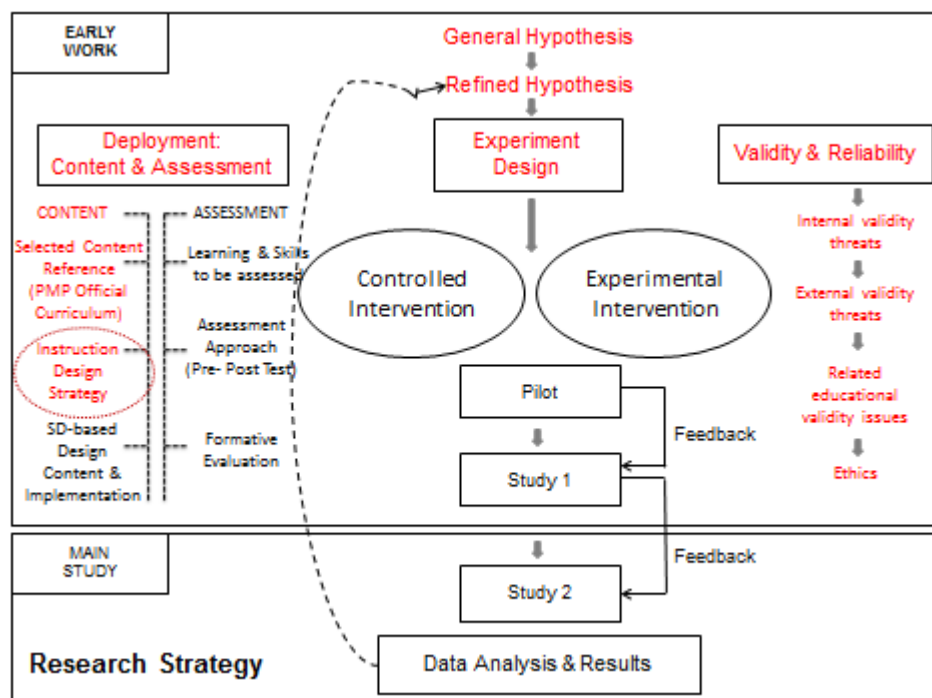 EARLY
WORK
General Hypothesis
Refined Hypothesis
Deployment:
Content & Assessment
Experiment
Design
Validity & Reliability
CONTENT
Selected Content
Reference
(PMP Official
Curriculum)
Instruction
Design
Strategy
SD-based
Design
Content &
Implementation
ASSESSMENT
Learning & Skills
to be assessed
Assessment
Approach
(Pre- Post Test)
Formative
Evaluation
Controlled
Intervention
Experimental
Intervention
Pilot
Feedback
Study 1
Internal validity
threats
External validity
threats
Related
educational
validity issues
Ethics
MAIN
STUDY
Feedback
Study 2
Data Analysis & Results
Research Strategy